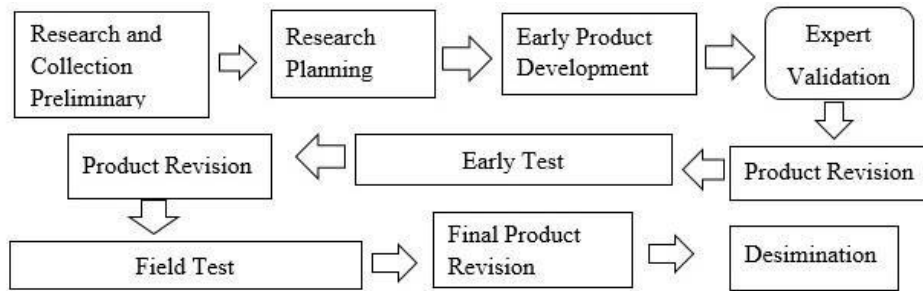 Research and
Collection
Preliminary
Research
Planning
Early Product
Development
Expert
Validation
Product Revision
Early Test
Product Revision
Field Test
Final Product
Revision
Desimination